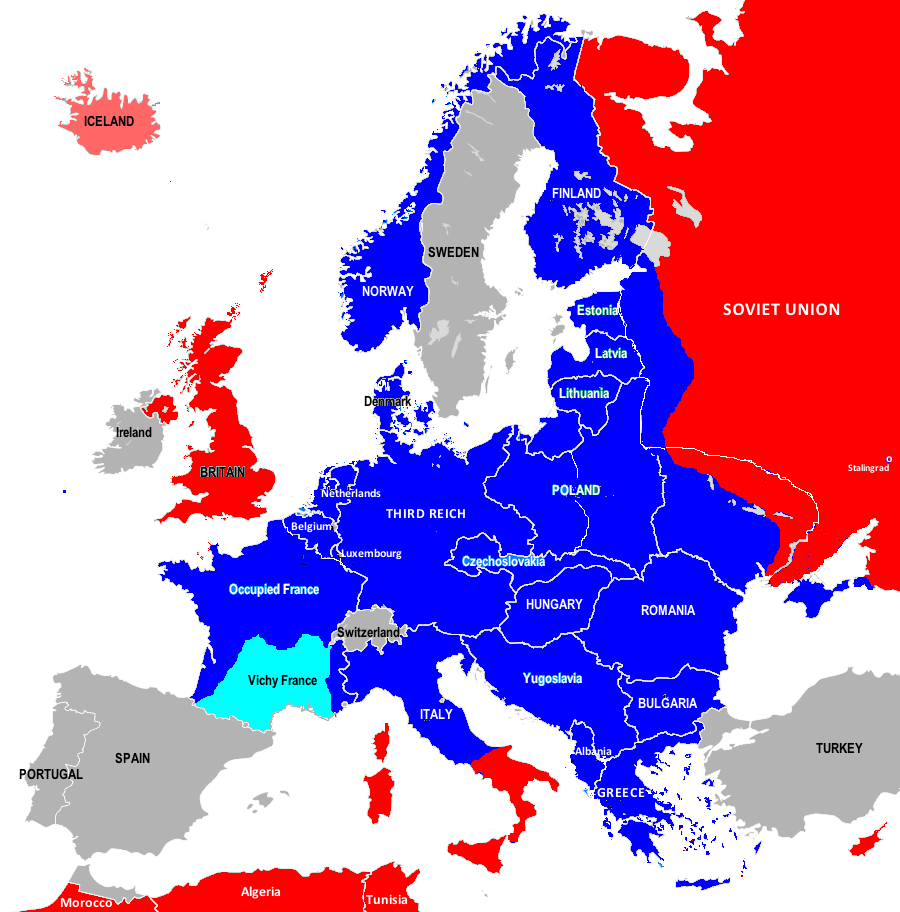 ICELAND
FINLAND
SWEDEN
NORWAY
SOVIET UNION
Estonia
Latvia
Lithuania
Denmark
Ireland
BRITAIN
Stalingrad
Netherlands
POLAND
THIRD REICH
Belgium
Luxembourg
Czechoslovakia
Occupied France
HUNGARY
ROMANIA
Switzerland
Vichy France
Yugoslavia
BULGARIA
ITALY
Albania
TURKEY
SPAIN
PORTUGAL
GREECE
Algeria
Morocco
Tunisia